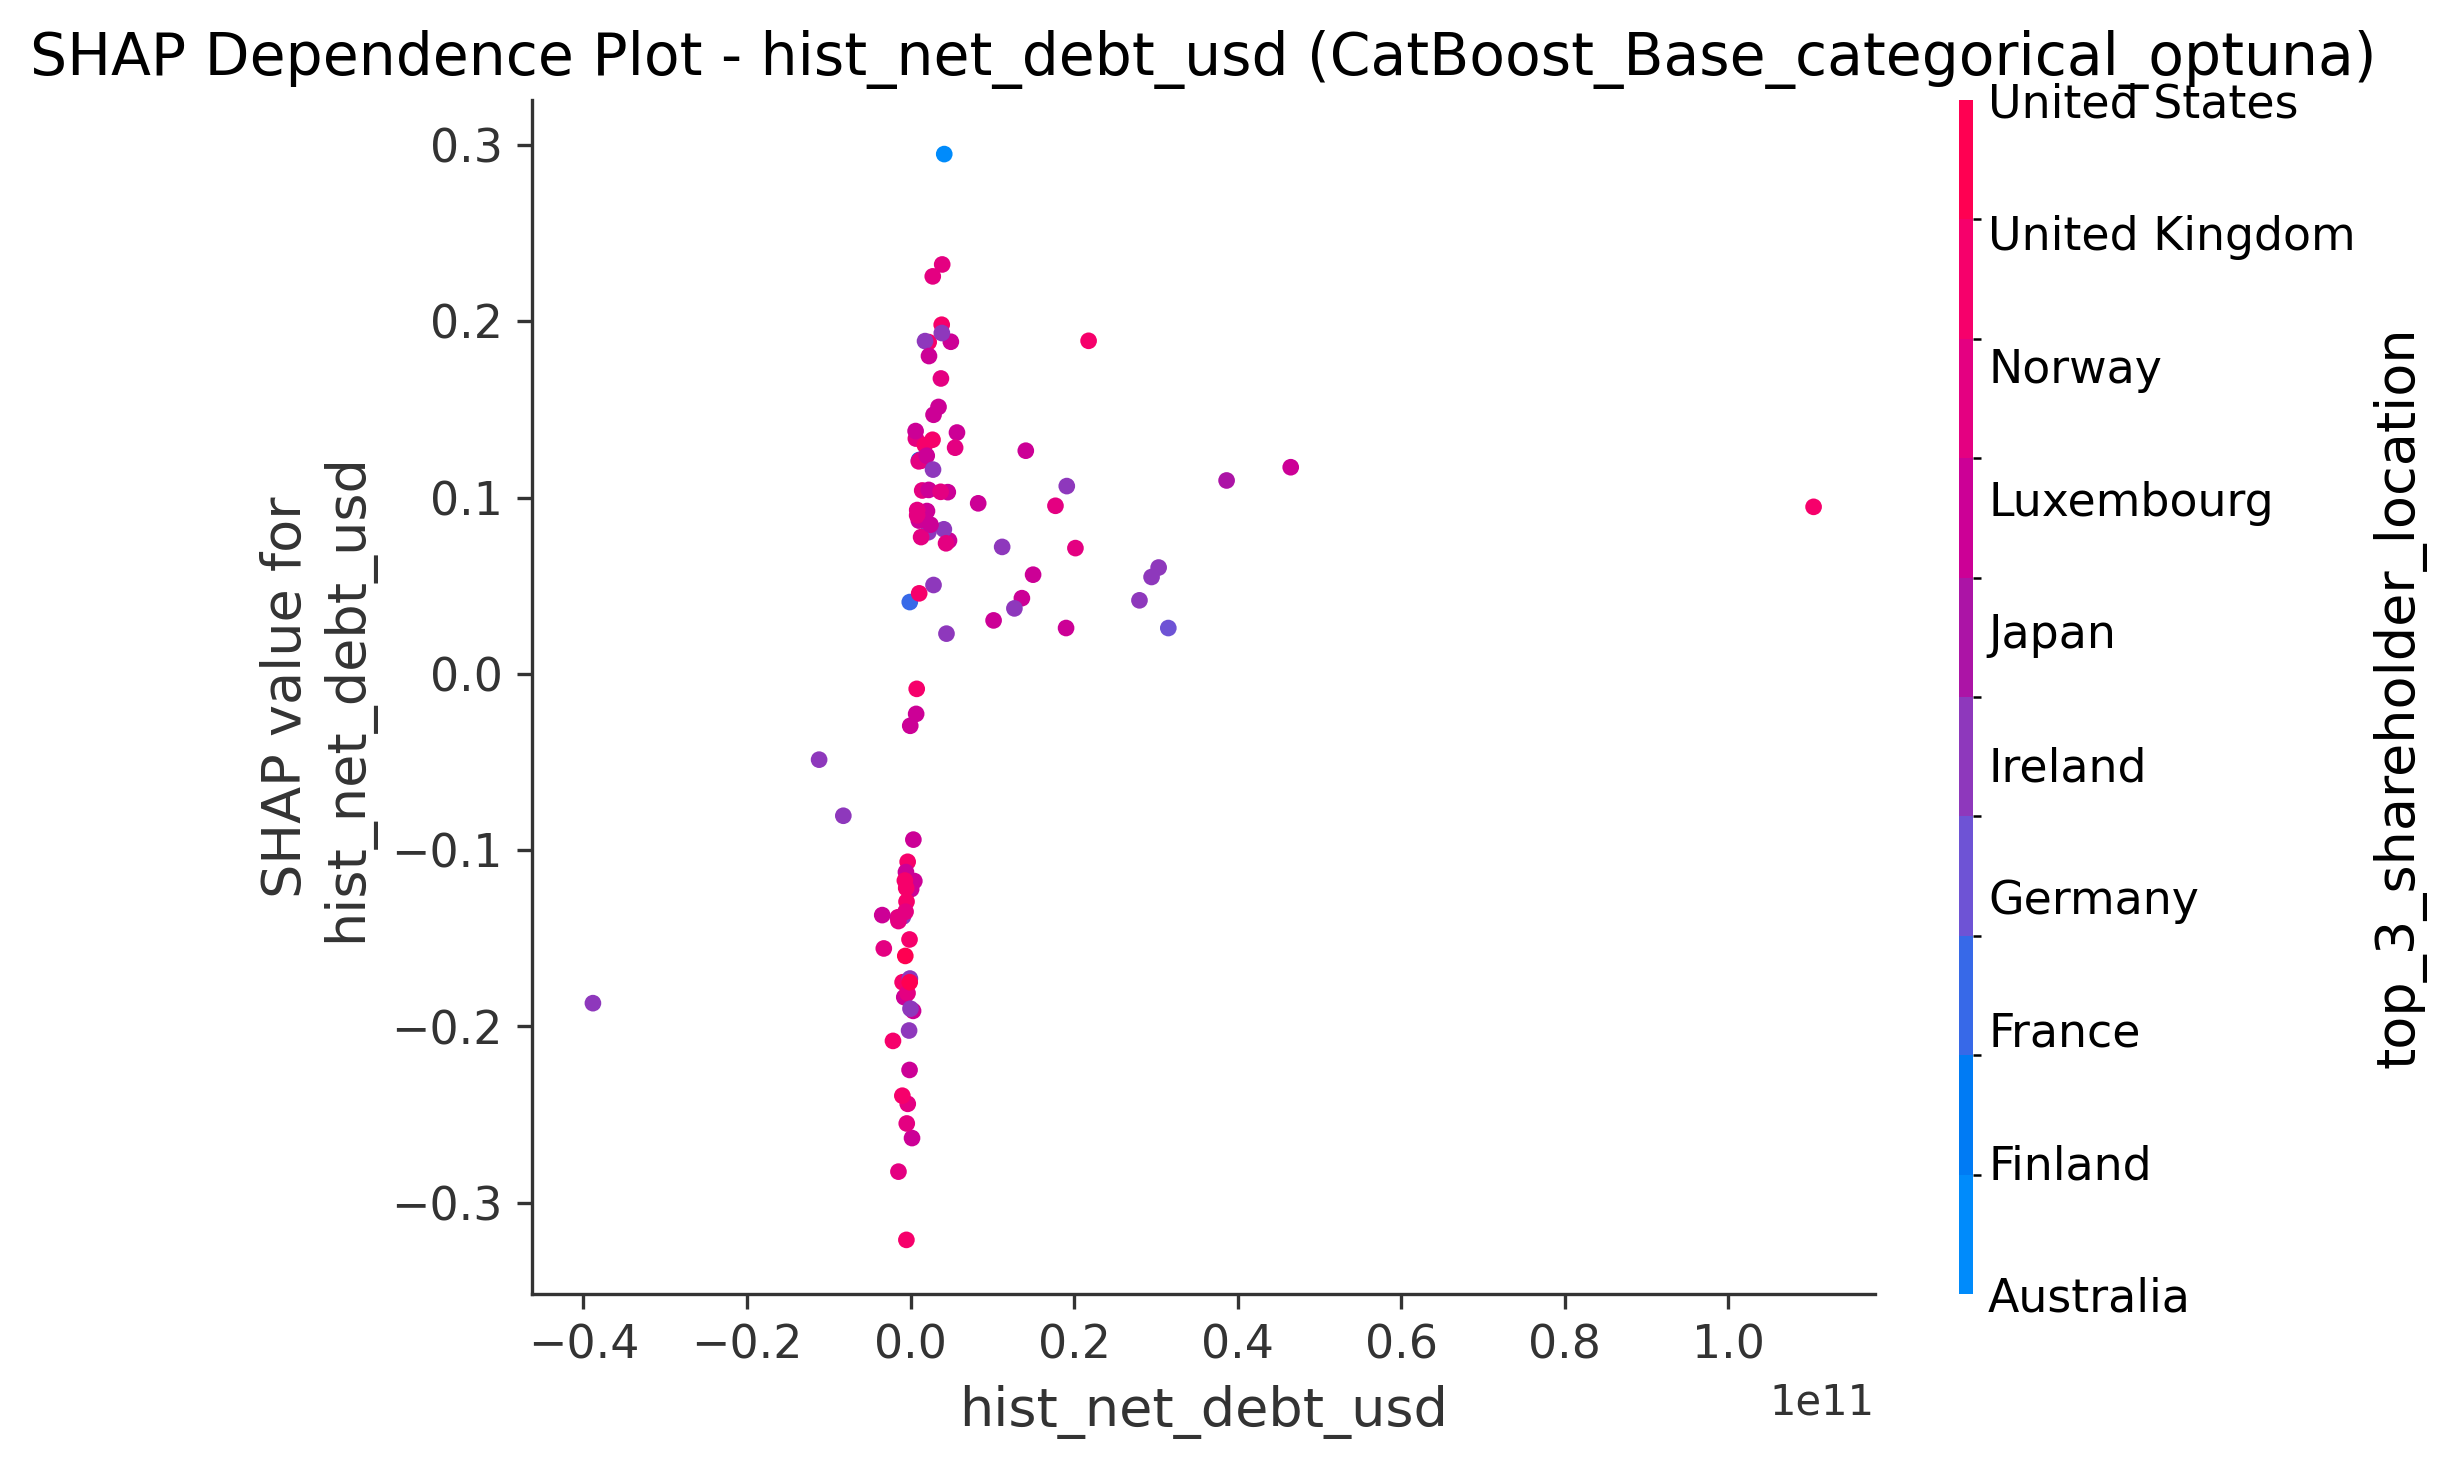 SHAP Dependence Plot - hist_net_debt_usd (CatBoost_Base_categorical_optuna)
SHAP value for
hist_net_debt_usd
0.3
0.2
0.1
0.0
−0.1
−0.2
−0.3
−0.4
−0.2
0.0
0.2
0.4
0.6
0.8
1.0
1e11
hist_net_debt_usd
United States
United Kingdom
Norway
Luxembourg
Japan
Ireland
Germany
France
Finland
Australia
top_3_shareholder_location